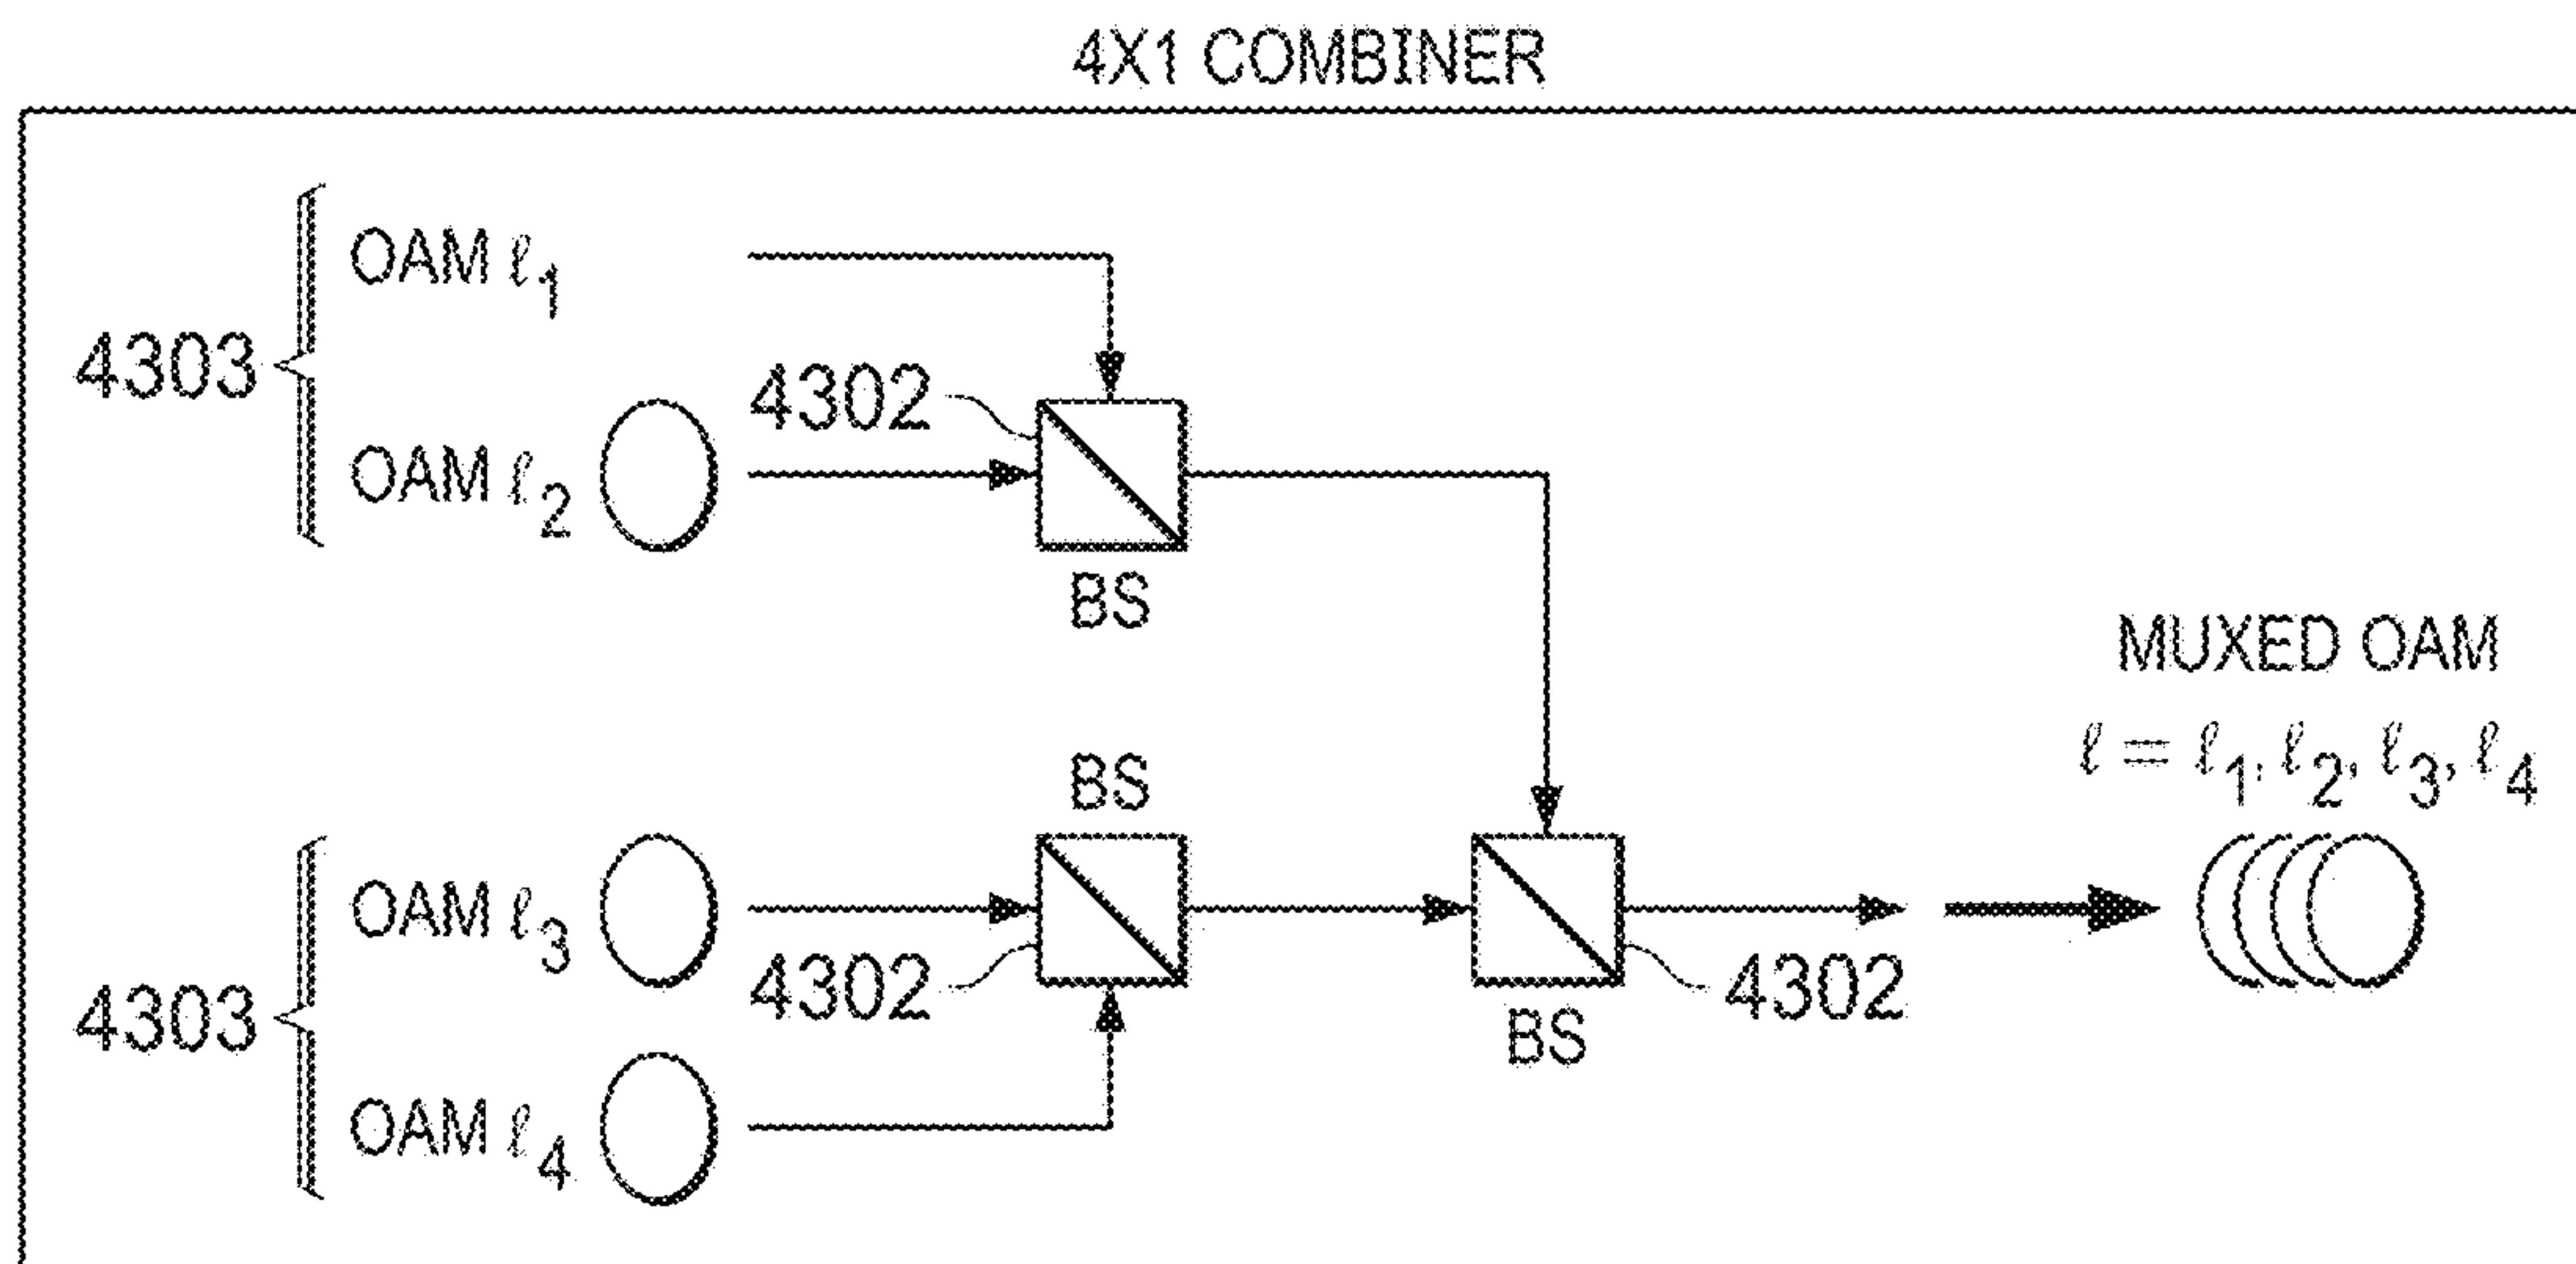 4X1 COMBINER
OAM ℓ1
4303
4302
OAM ℓ2
BS
MUXED OAM
ℓ = ℓ1, ℓ2, ℓ3, ℓ4
BS
OAM ℓ3
4302
4302
4303
BS
OAM ℓ4